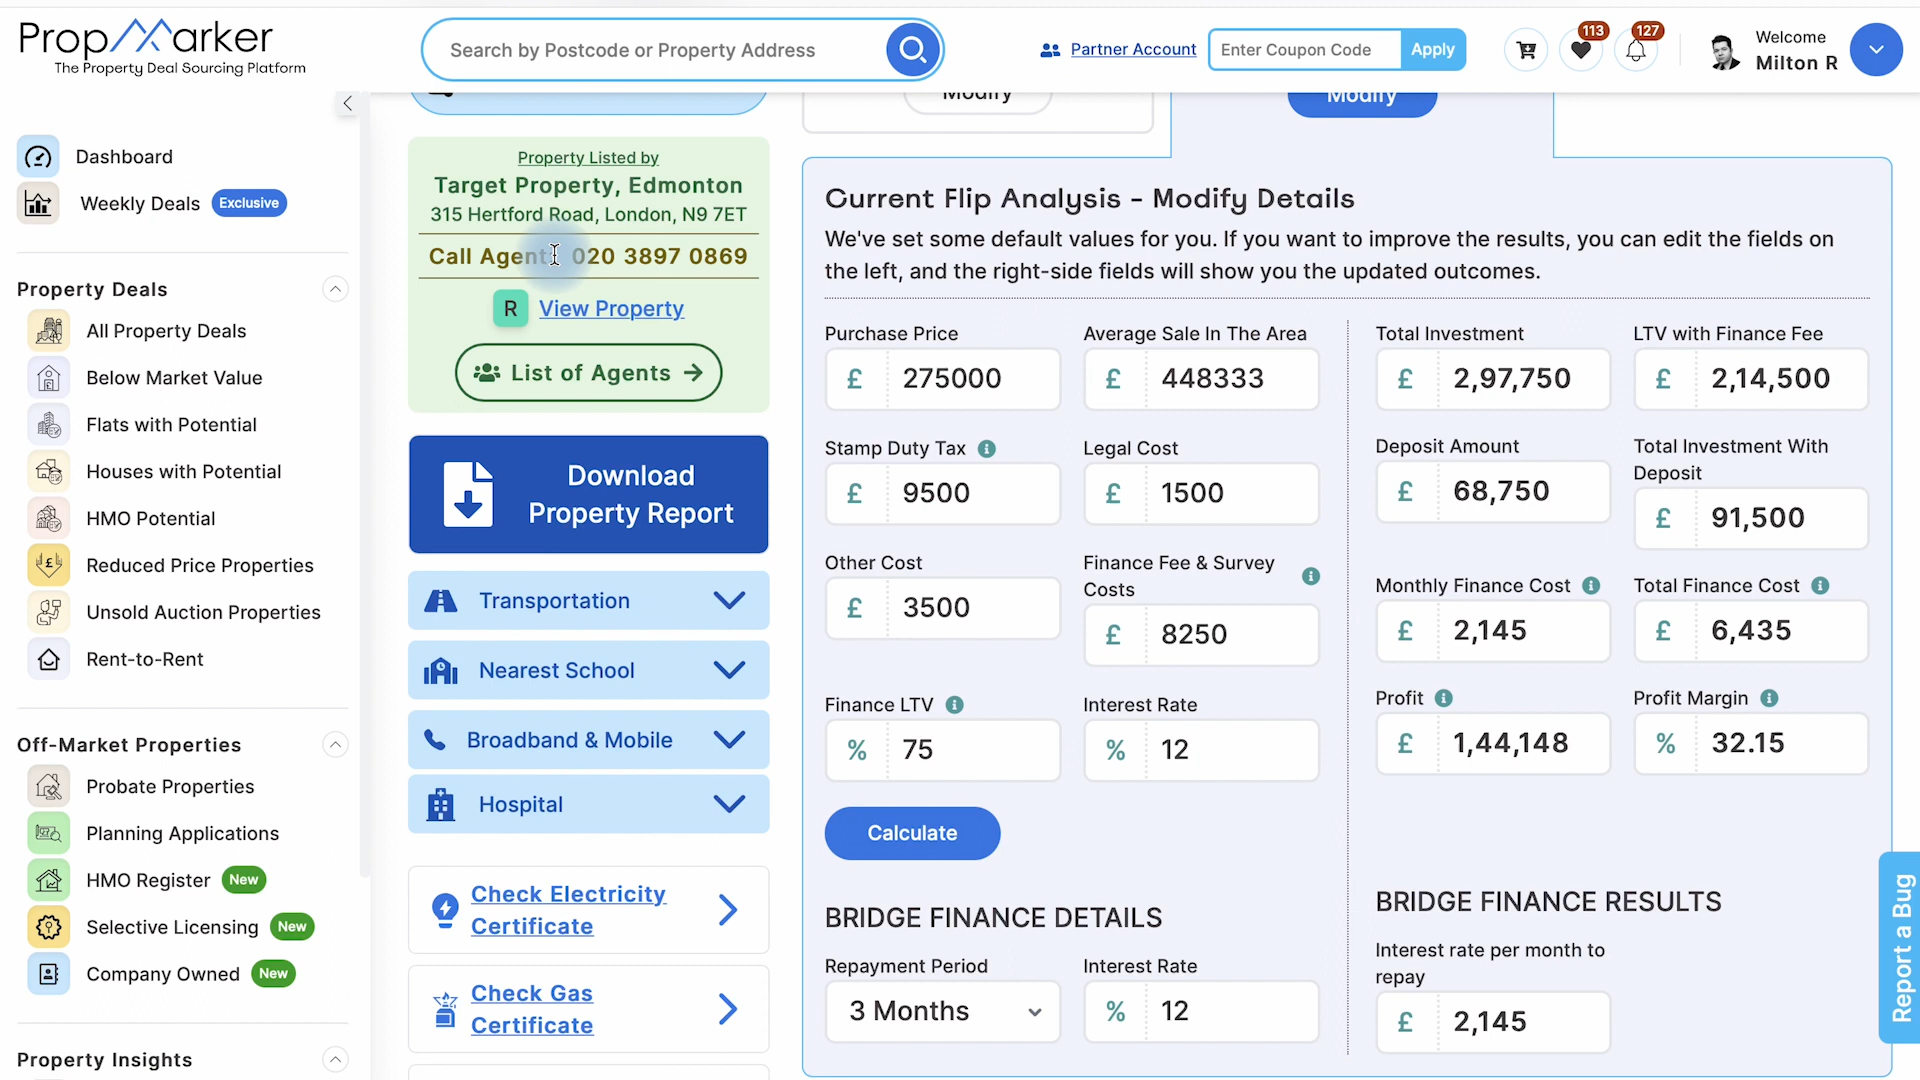 PropMarker
The Property Deal Sourcing Platform
Search by Postcode or Property Address
Partner Account
Enter Coupon Code
Apply
113
127
Welcome
Milton R
Dashboard
Weekly Deals
Exclusive
Property Deals
All Property Deals
Below Market Value
Flats with Potential
Houses with Potential
HMO Potential
Reduced Price Properties
Unsold Auction Properties
Rent-to-Rent
Off-Market Properties
Probate Properties
Planning Applications
HMO Register
New
Selective Licensing
New
Company Owned
New
Property Insights
Property Listed by
Target Property, Edmonton
315 Hertford Road, London, N9 7ET
Call Agent: 020 3897 0869
R
View Property
List of Agents
Download
Property Report
Transportation
Nearest School
Broadband & Mobile
Hospital
Check Electricity
Certificate
Check Gas
Certificate
Modify
Modify
Current Flip Analysis - Modify Details
We've set some default values for you. If you want to improve the results, you can edit the fields on
the left, and the right-side fields will show you the updated outcomes.
Purchase Price
£ 275000
Average Sale In The Area
£ 448333
Stamp Duty Tax
£ 9500
Legal Cost
£ 1500
Other Cost
£ 3500
Finance Fee & Survey
Costs
£ 8250
Finance LTV
% 75
Interest Rate
% 12
Calculate
BRIDGE FINANCE DETAILS
Repayment Period
3 Months
Interest Rate
% 12
Total Investment
£ 2,97,750
LTV with Finance Fee
£ 2,14,500
Deposit Amount
£ 68,750
Total Investment With
Deposit
£ 91,500
Monthly Finance Cost
£ 2,145
Total Finance Cost
£ 6,435
Profit
£ 1,44,148
Profit Margin
% 32.15
BRIDGE FINANCE RESULTS
Interest rate per month to
repay
£ 2,145
Report a Bug